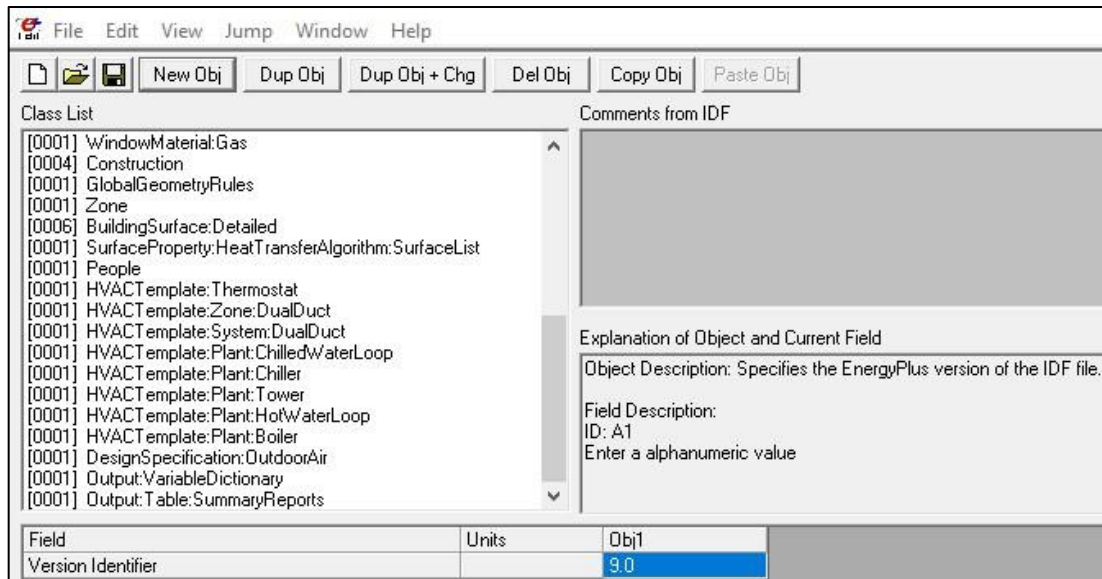 File Edit View Jump Window Help
New Obj Dup Obj Dup Obj + Chg Del Obj Copy Obj Paste Obj
Class List
[0001] WindowMaterial:Gas
[0004] Construction
[0001] GlobalGeometryRules
[0001] Zone
[0006] BuildingSurface:Detailed
[0001] SurfaceProperty:HeatTransferAlgorithm:SurfaceList
[0001] People
[0001] HVACTemplate:Thermostat
[0001] HVACTemplate:Zone:DualDuct
[0001] HVACTemplate:System:DualDuct
[0001] HVACTemplate:Plant:ChilledWaterLoop
[0001] HVACTemplate:Plant:Chiller
[0001] HVACTemplate:Plant:Tower
[0001] HVACTemplate:Plant:HotWaterLoop
[0001] HVACTemplate:Plant:Boiler
[0001] DesignSpecification:OutdoorAir
[0001] Output:VariableDictionary
[0001] Output:Table:SummaryReports
Comments from IDF
Explanation of Object and Current Field
Object Description: Specifies the EnergyPlus version of the IDF file.
Field Description:
ID: A1
Enter a alphanumeric value
Field Units Obj1
Version Identifier 9.0